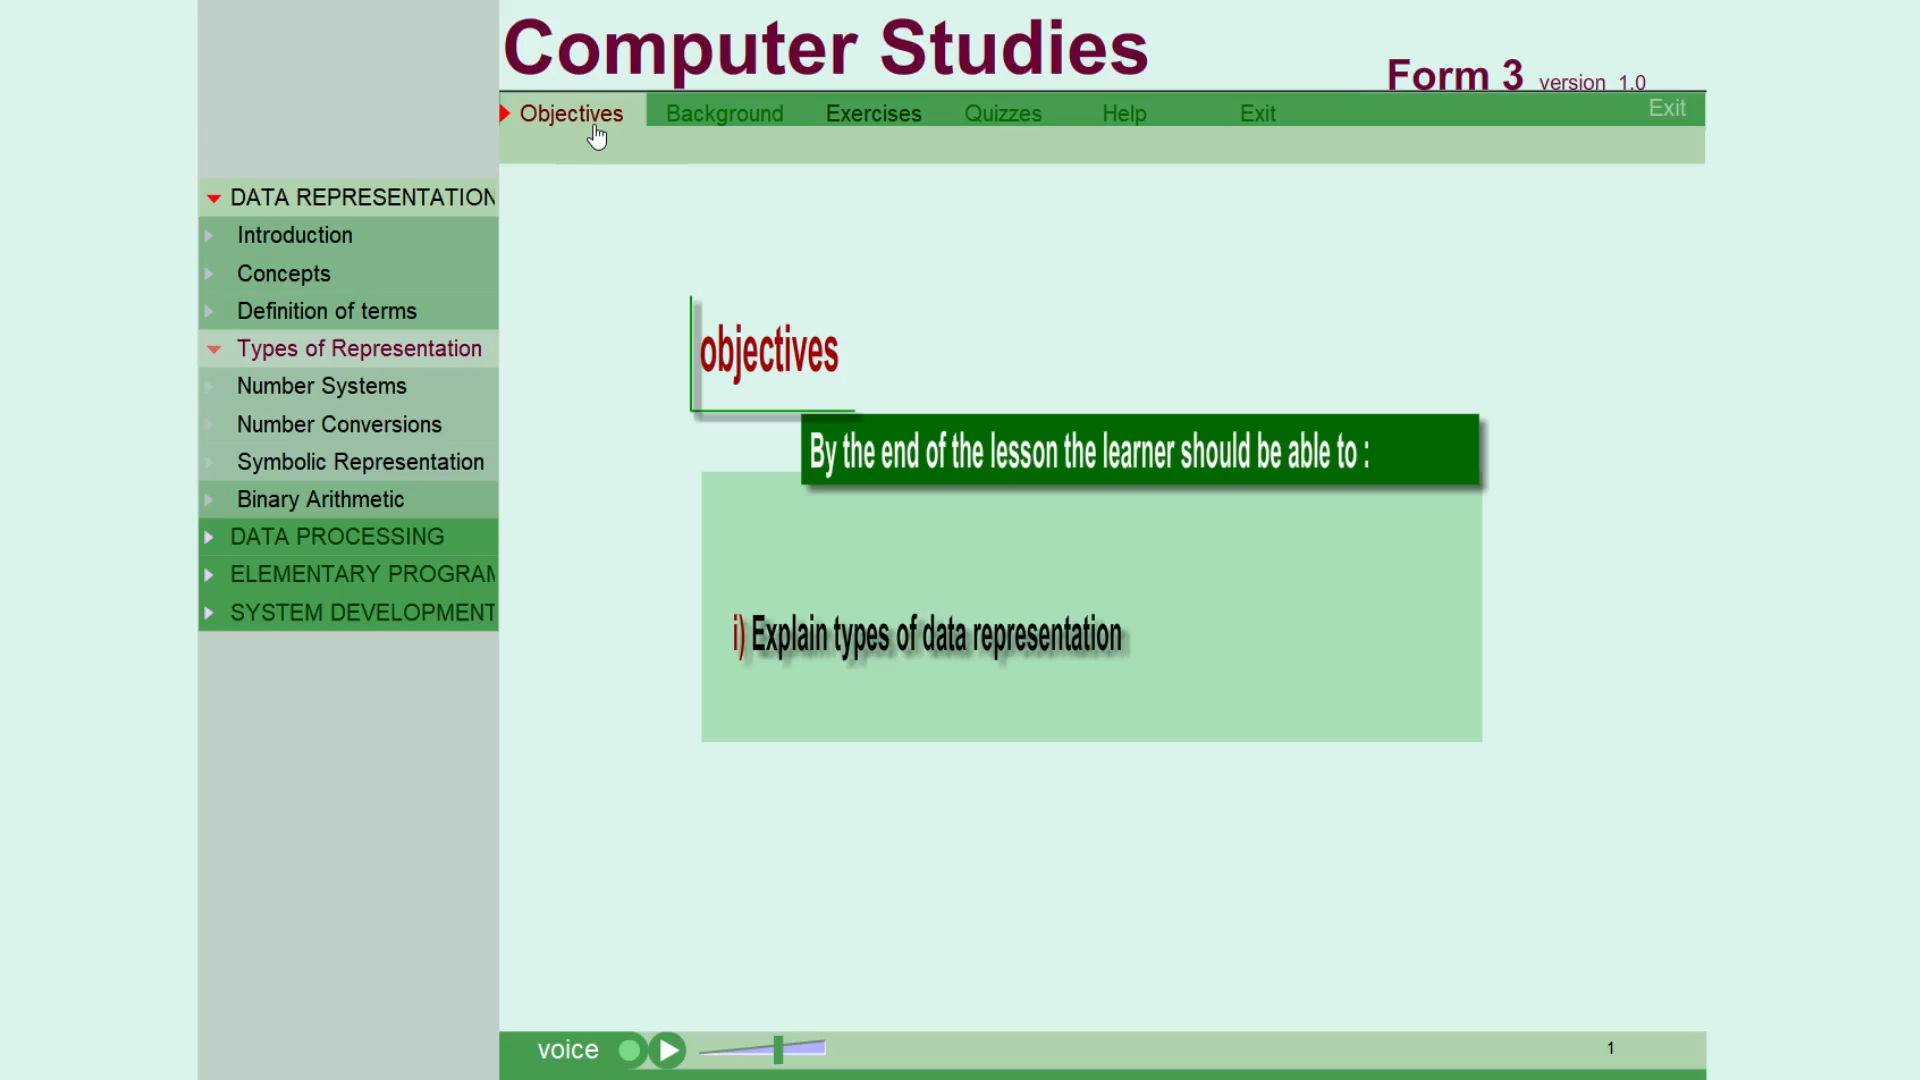 Computer Studies
Form 3 version 1.0
Objectives Background Exercises Quizzes Help Exit Exit
DATA REPRESENTATION
Introduction
Concepts
Definition of terms
Types of Representation
Number Systems
Number Conversions
Symbolic Representation
Binary Arithmetic
DATA PROCESSING
ELEMENTARY PROGRAM
SYSTEM DEVELOPMENT
objectives
By the end of the lesson the learner should be able to :
i) Explain types of data representation
voice
1